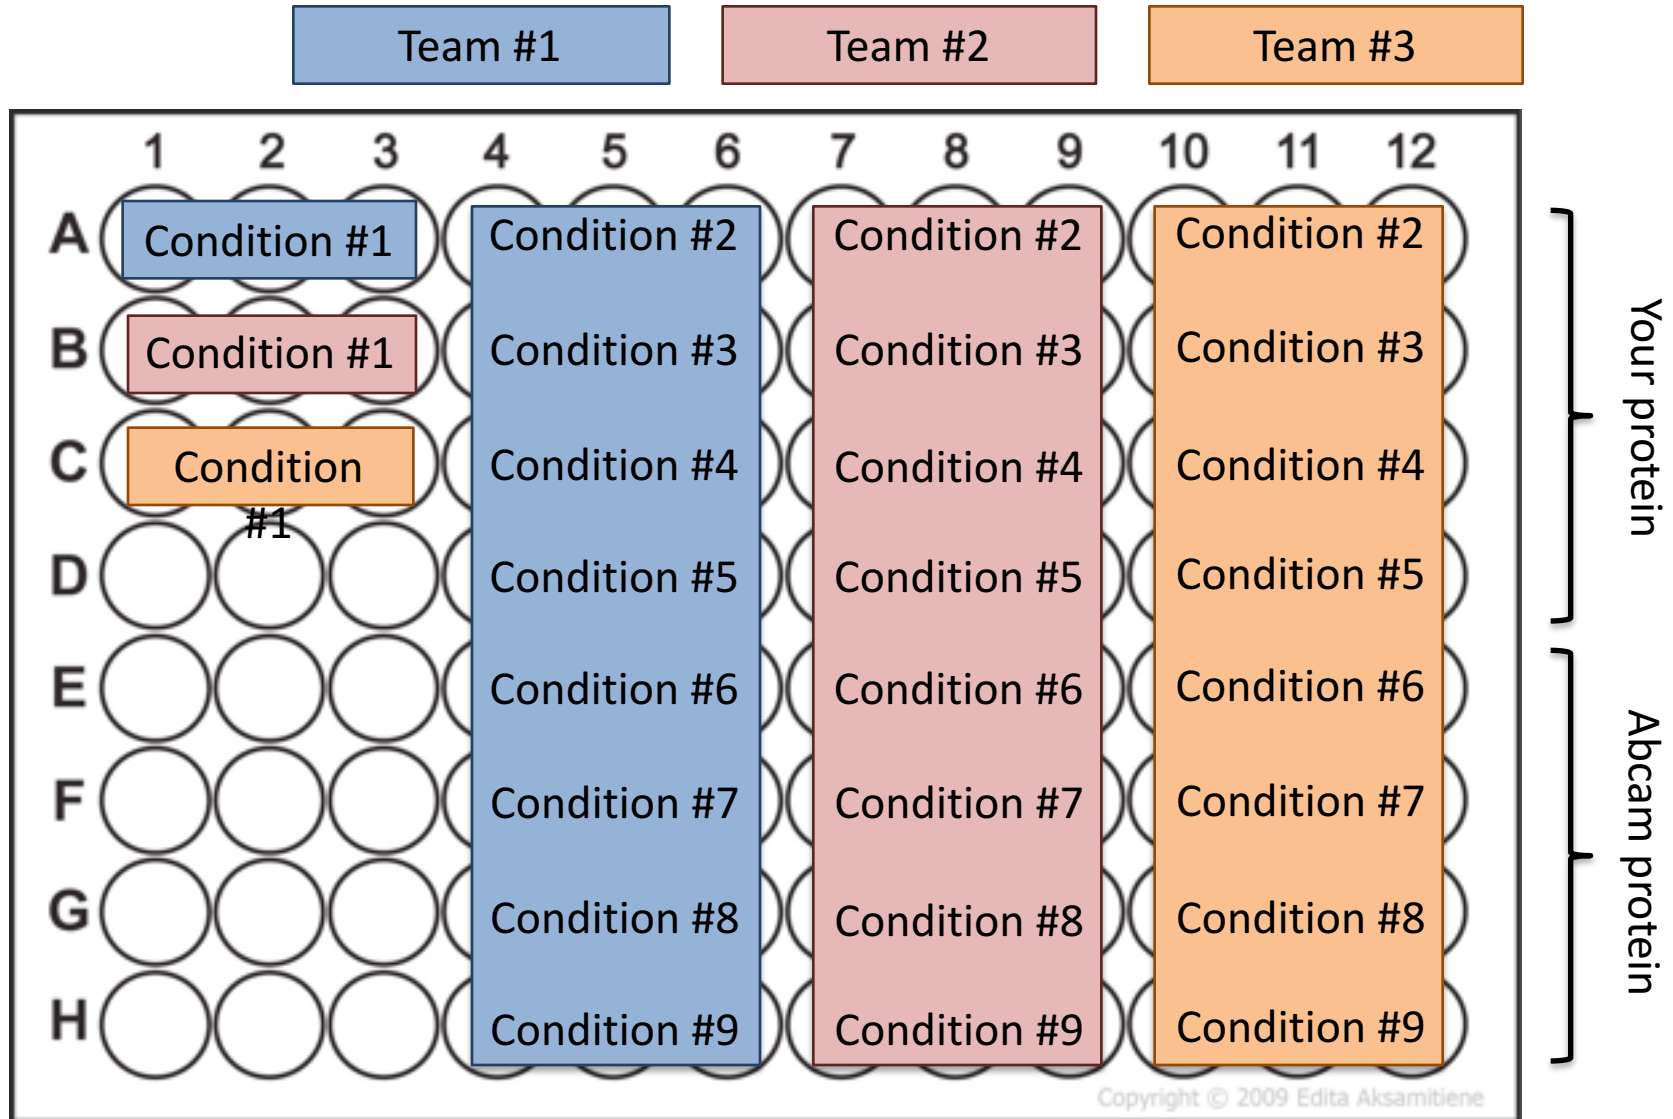 Team #1 Team #2 Team #3
1 2 3 4 5 6 7 8 9 10 11 12
A Condition #1 Condition #2 Condition #2 Condition #2
B Condition #1 Condition #3 Condition #3 Condition #3
C Condition
#1 Condition #4 Condition #4 Condition #4
D Condition #5 Condition #5 Condition #5
E Condition #6 Condition #6 Condition #6
F Condition #7 Condition #7 Condition #7
G Condition #8 Condition #8 Condition #8
H Condition #9 Condition #9 Condition #9
Your protein
Abcam protein
Copyright © 2009 Edita Aksamitiene